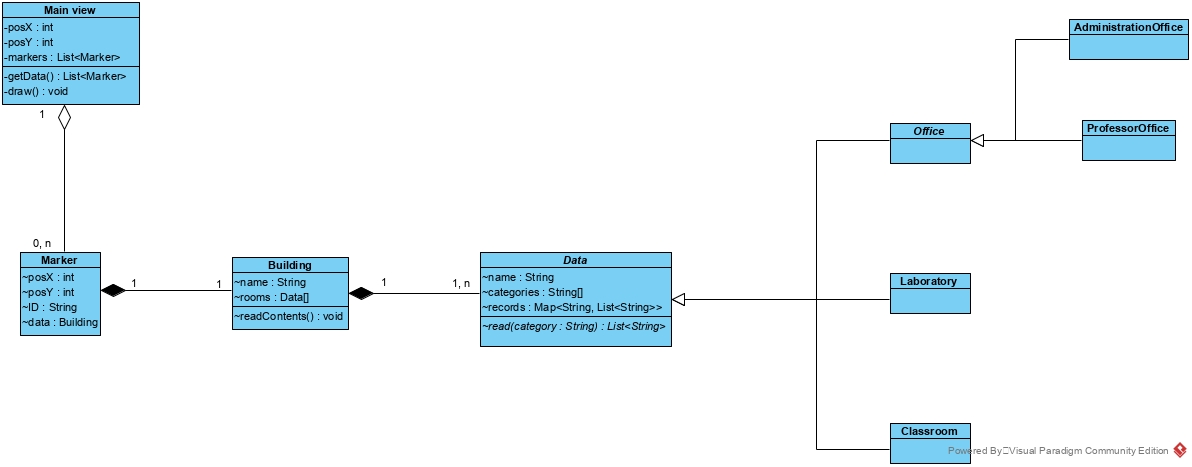 Main view
-posX : int
-posY : int
-markers : List<Marker>
-getData() : List<Marker>
-draw() : void
1
0, n
Marker
~posX : int
~posY : int
~ID : String
~data : Building
1
1
Building
~name : String
~rooms : Data[]
~readContents() : void
1
1, n
Data
~name : String
~categories : String[]
~records : Map<String, List<String>>
~read(category : String) : List<String>
Office
AdministrationOffice
ProfessorOffice
Laboratory
Classroom
Powered By Visual Paradigm Community Edition